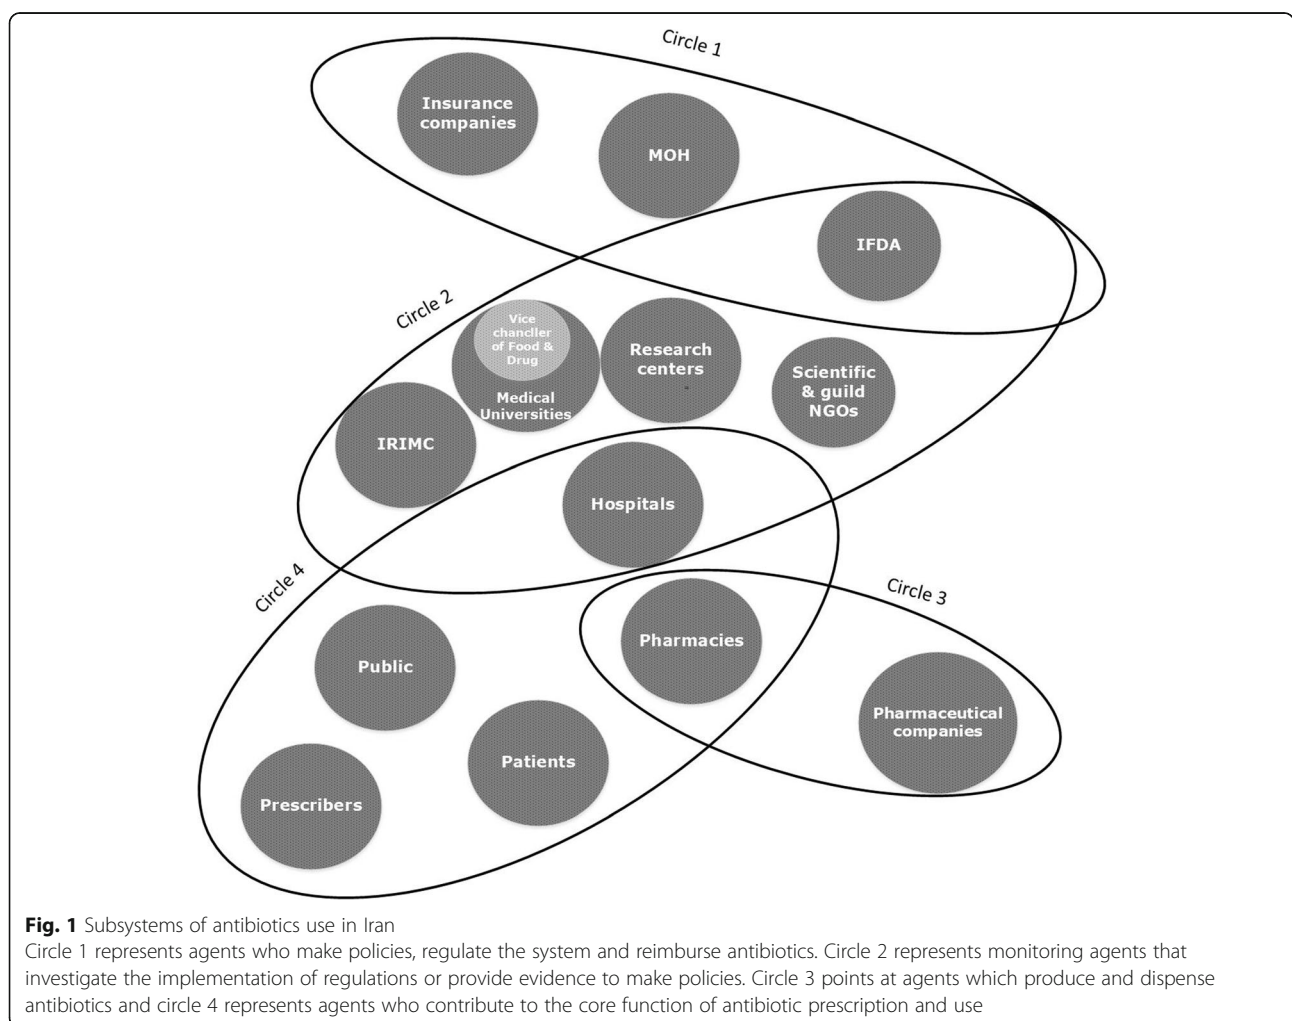 Circle 1
Insurance
companies
MOH
IFDA
Circle 2
Vice
chancller
of Food &
Drug
Medical
Universities
Research
centers
Scientific
& guild
NGOs
IRIMC
Hospitals
Circle 4
Circle 3
Public
Pharmacies
Pharmaceutical
companies
Patients
Prescribers
Fig. 1 Subsystems of antibiotics use in Iran
Circle 1 represents agents who make policies, regulate the system and reimburse antibiotics. Circle 2 represents monitoring agents that
investigate the implementation of regulations or provide evidence to make policies. Circle 3 points at agents which produce and dispense
antibiotics and circle 4 represents agents who contribute to the core function of antibiotic prescription and use